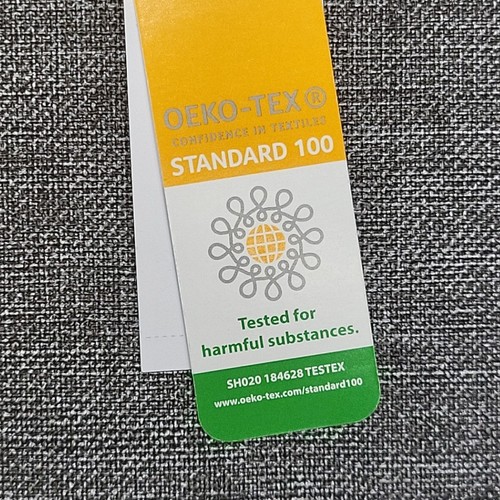 OEKO-TEX®
CONFIDENCE IN TEXTILES
STANDARD 100
Tested for
harmful substances.
SH020 184628 TESTEX
www.oeko-tex.com/standard100